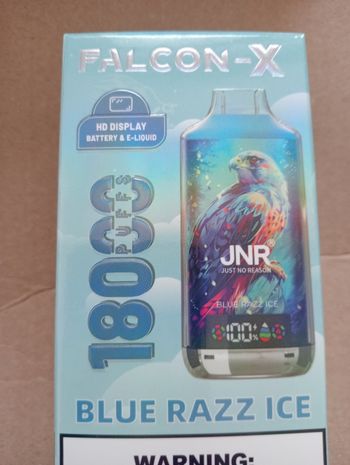 FALCON-X
HD DISPLAY
BATTERY & E-LIQUID
18000
PUFFS
JNR®
JUST NO REASON
BLUE RAZZ ICE
100%
BLUE RAZZ ICE
WARNING: